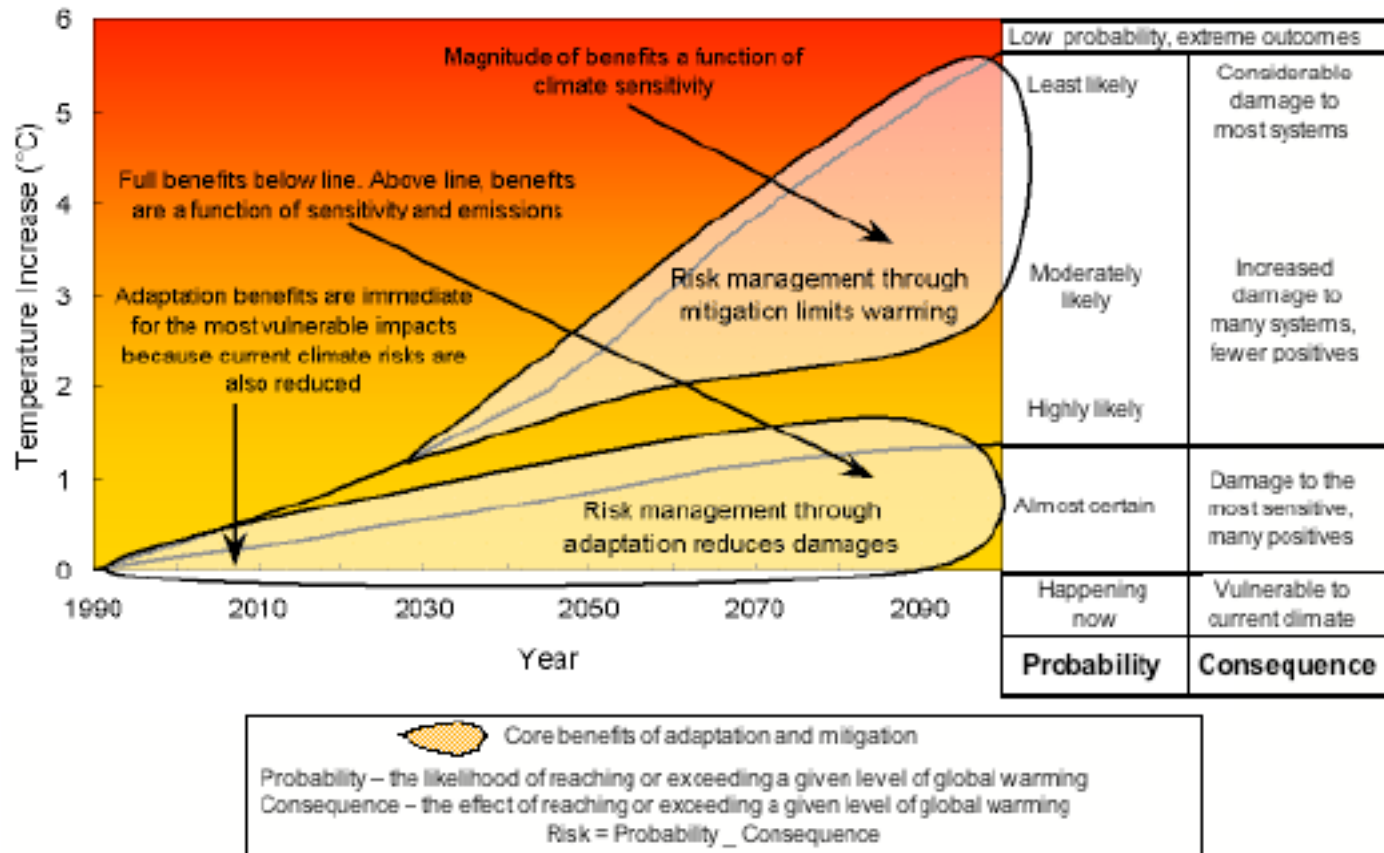 6
5
4
3
2
1
0
Temperature Increase (°C)
1990
2010
2030
2050
2070
2090
Year
Magnitude of benefits a function of
climate sensitivity
Full benefits below line. Above line, benefits
are a function of sensitivity and emissions
Adaptation benefits are immediate
for the most vulnerable impacts
because current climate risks are
also reduced
Risk management through
mitigation limits warming
Risk management through
adaptation reduces damages
Low probability, extreme outcomes
Least likely
Considerable
damage to
most systems
Moderately
likely
Increased
damage to
many systems,
fewer positives
Highly likely
Almost certain
Damage to the
most sensitive,
many positives
Happening
now
Vulnerable to
current climate
Probability
Consequence
Core benefits of adaptation and mitigation
Probability – the likelihood of reaching or exceeding a given level of global warming
Consequence – the effect of reaching or exceeding a given level of global warming
Risk = Probability _ Consequence